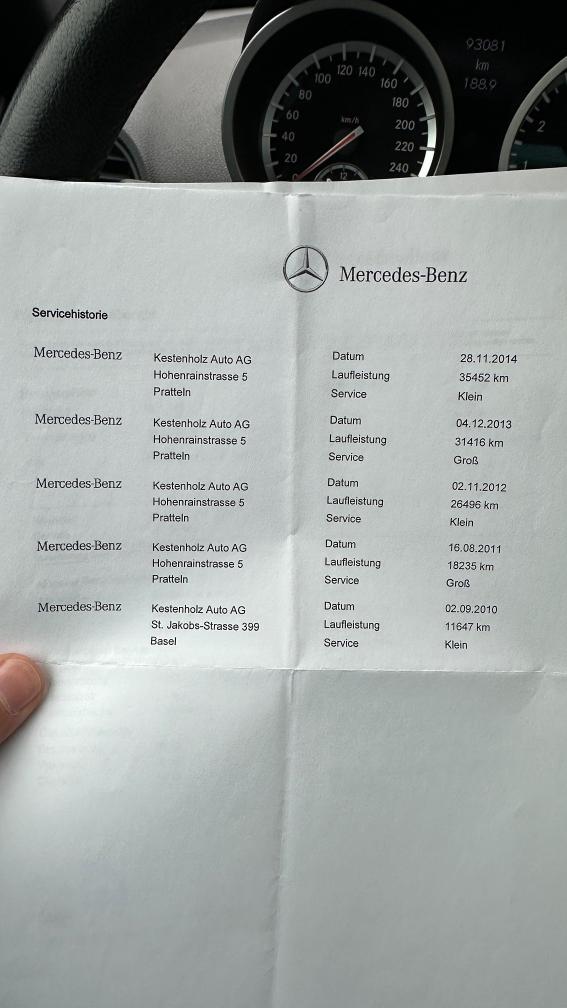 93081
km
188.9
20
40
60
80
100
120
140
160
180
200
220
240
km/h
12
2
1
Mercedes-Benz
Servicehistorie
Mercedes-Benz Kestenholz Auto AG Datum 28.11.2014
Hohenrainstrasse 5 Laufleistung 35452 km
Pratteln Service Klein
Mercedes-Benz Kestenholz Auto AG Datum 04.12.2013
Hohenrainstrasse 5 Laufleistung 31416 km
Pratteln Service Groß
Mercedes-Benz Kestenholz Auto AG Datum 02.11.2012
Hohenrainstrasse 5 Laufleistung 26496 km
Pratteln Service Klein
Mercedes-Benz Kestenholz Auto AG Datum 16.08.2011
Hohenrainstrasse 5 Laufleistung 18235 km
Pratteln Service Groß
Mercedes-Benz Kestenholz Auto AG Datum 02.09.2010
St. Jakobs-Strasse 399 Laufleistung 11647 km
Basel Service Klein